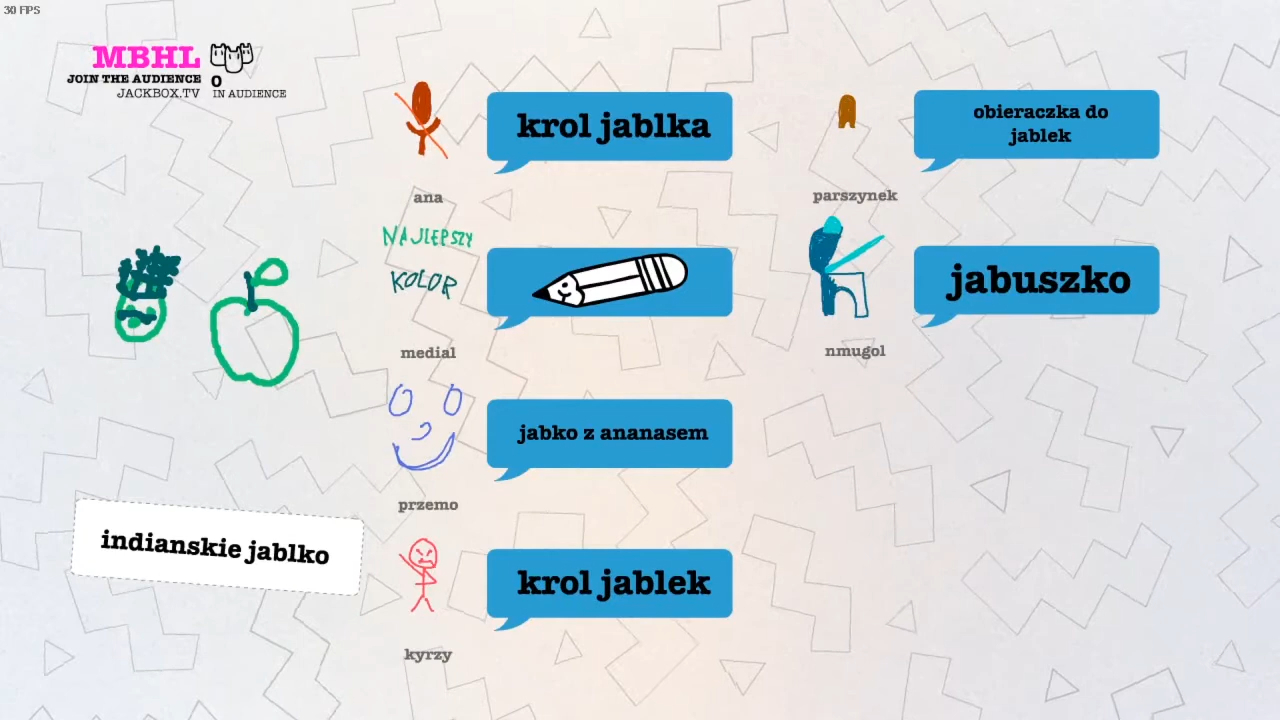 30 FPS
MBHL
JOIN THE AUDIENCE
JACKBOX.TV
0
IN AUDIENCE
krol jablka
ana
NAJLEPSZY
KOLOR
medial
jabko z ananasem
przemo
krol jablek
kyrzy
obieraczka do
jablek
parszynek
jabuszko
nmugol
indianskie jablko